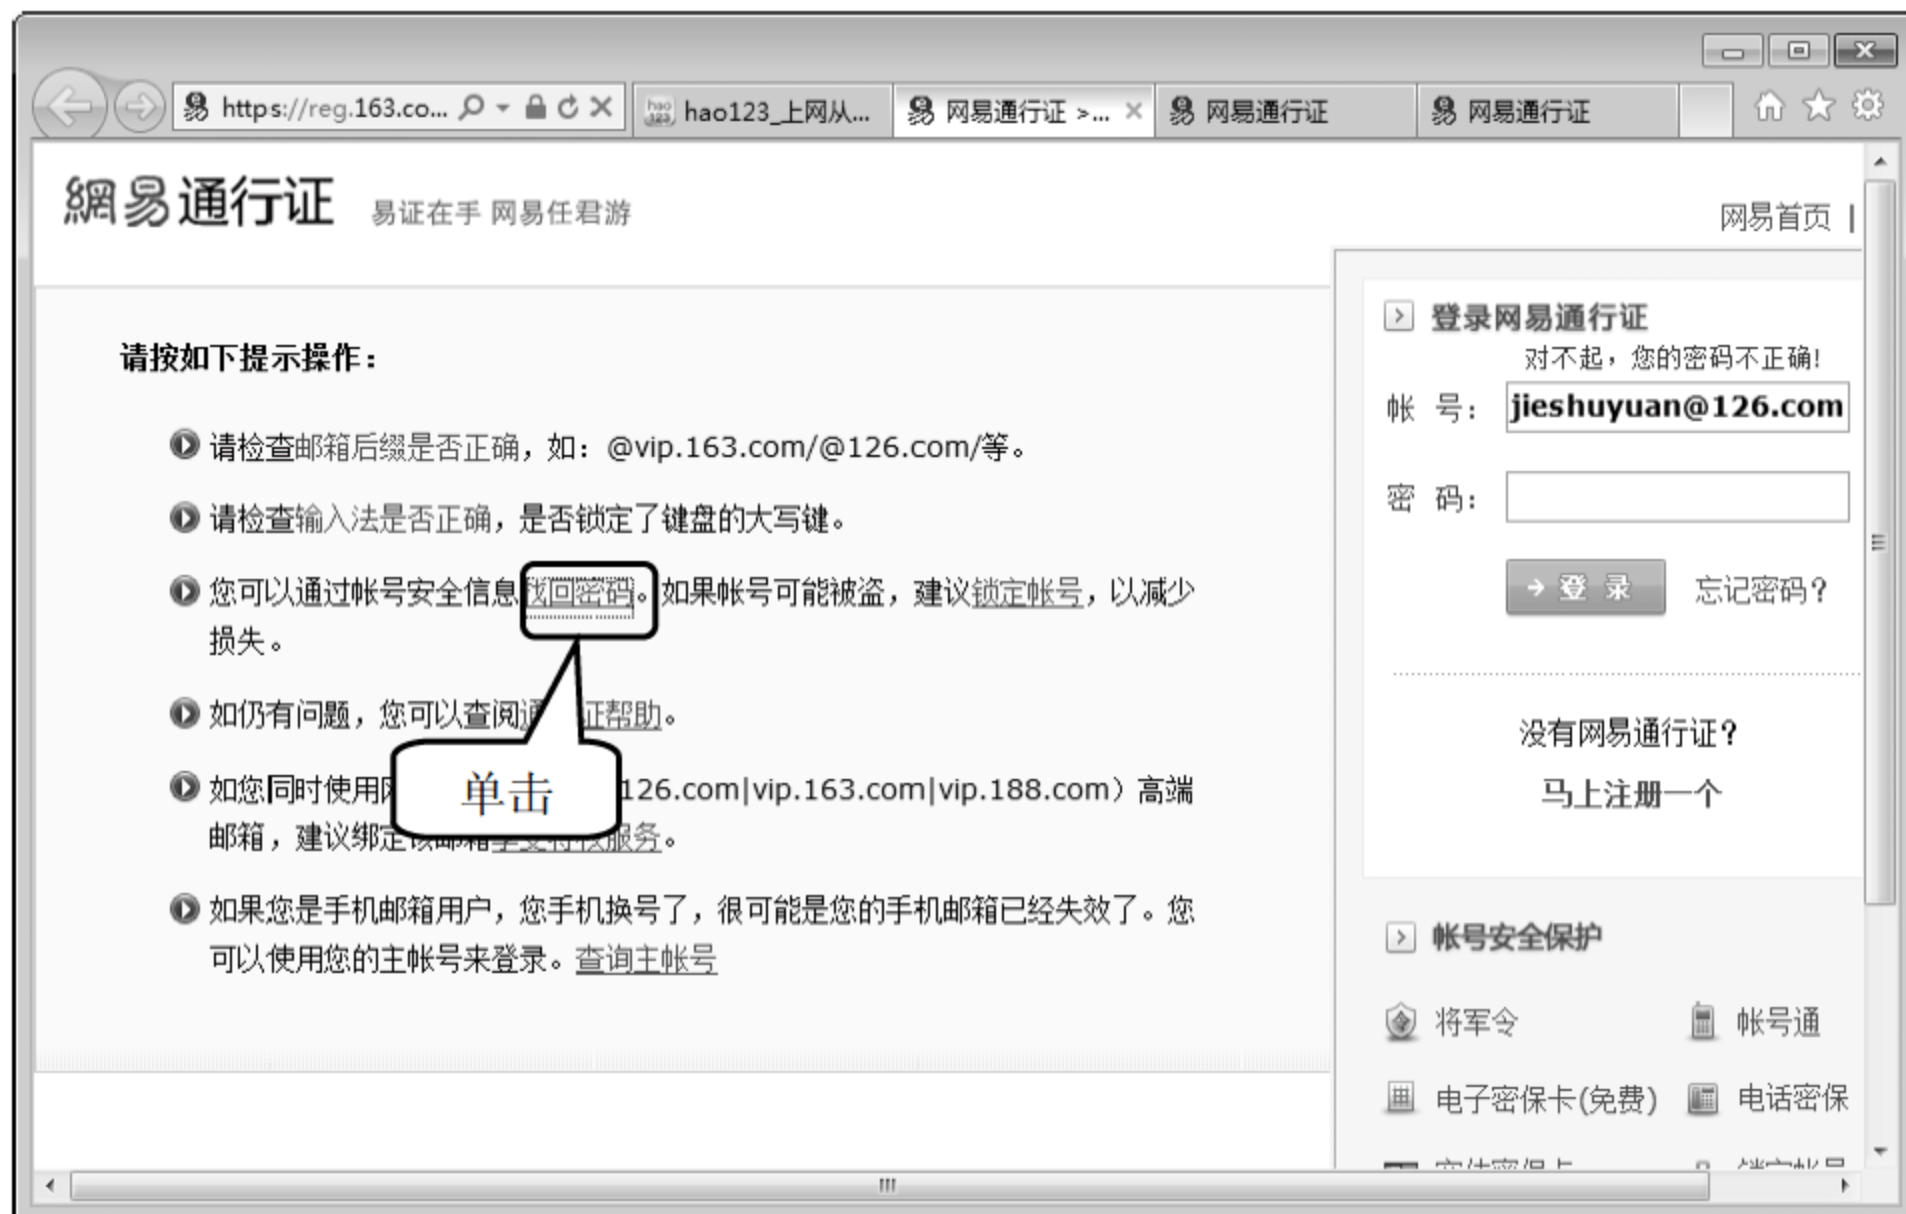 https://reg.163.co...
hao123_上网从...
网易通行证 >...
网易通行证
网易通行证
網易通行证
易证在手 网易任君游
网易首页 |
请按如下提示操作：
请检查邮箱后缀是否正确，如：@vip.163.com/@126.com/等。
请检查输入法是否正确，是否锁定了键盘的大写键。
您可以通过帐号安全信息找回密码。如果帐号可能被盗，建议锁定帐号，以减少
损失。
如仍有问题，您可以查阅通 证帮助。
单击
如您同时使用 126.com|vip.163.com|vip.188.com）高端
邮箱，建议绑定该邮箱享受特权服务。
如果您是手机邮箱用户，您手机换号了，很可能是您的手机邮箱已经失效了。您
可以使用您的主帐号来登录。查询主帐号
登录网易通行证
对不起，您的密码不正确!
帐 号：
jieshuyuan@126.com
密 码：
登 录
忘记密码？
没有网易通行证？
马上注册一个
帐号安全保护
将军令
帐号通
电子密保卡(免费)
电话密保